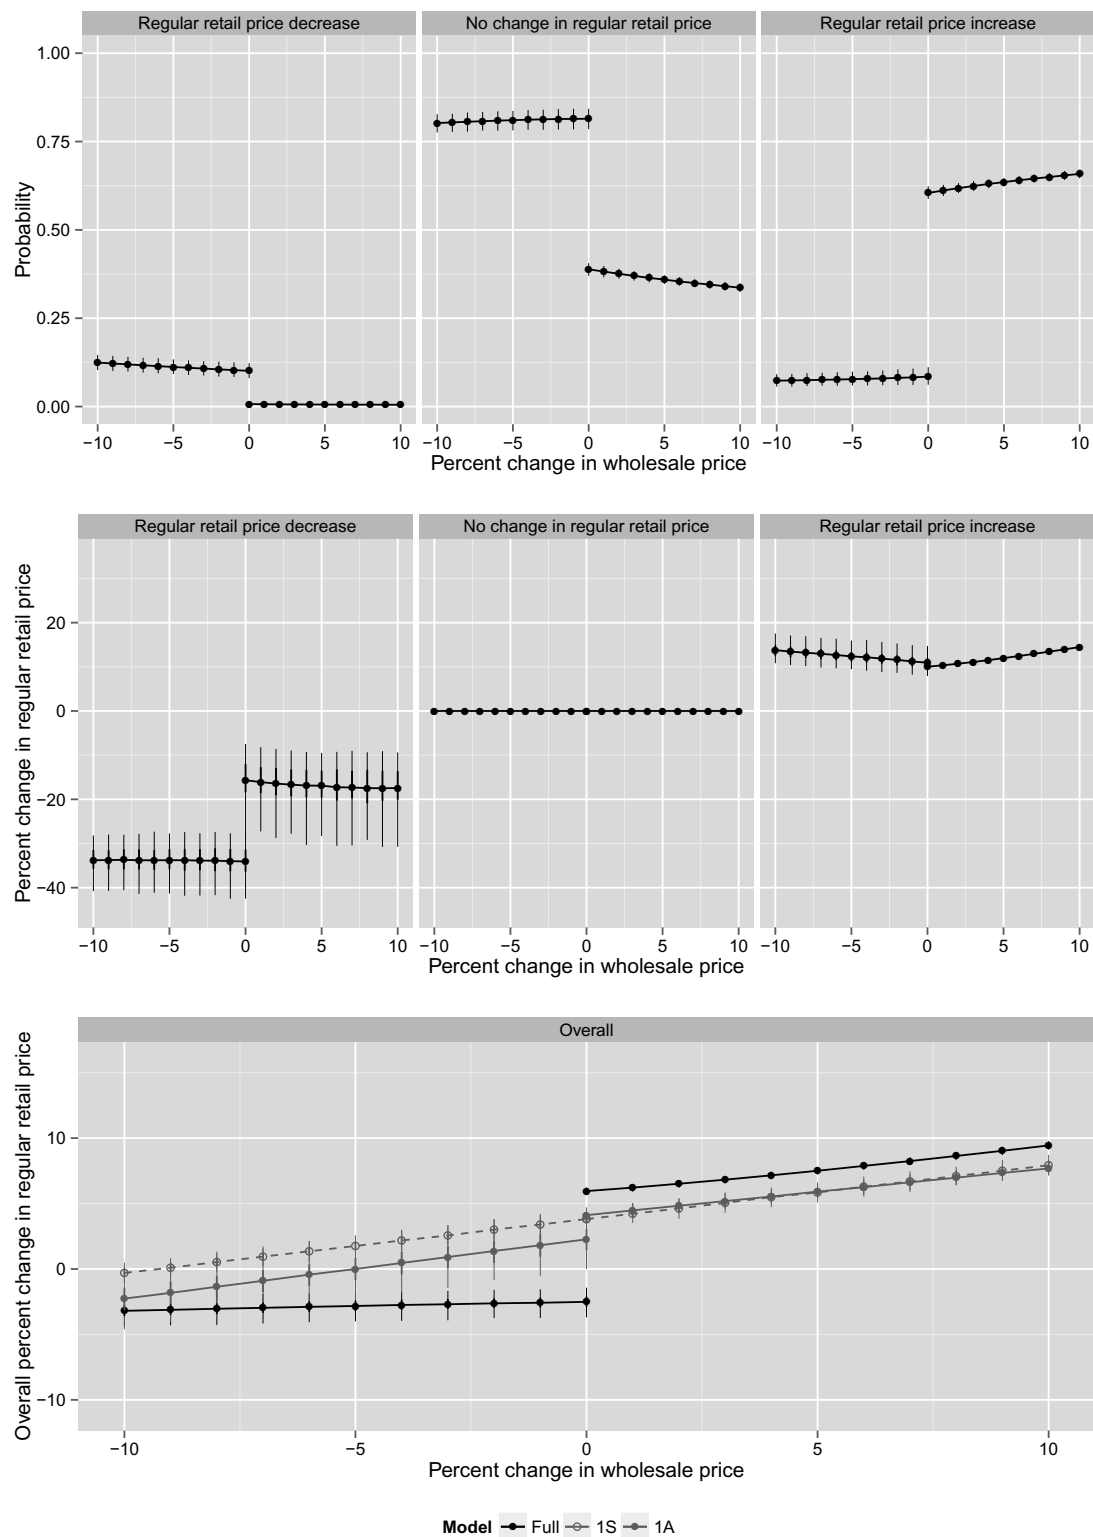 Regular retail price decrease No change in regular retail price Regular retail price increase
Probability
1.00
0.75
0.50
0.25
0.00
−10 −5 0 5 10 −10 −5 0 5 10 −10 −5 0 5 10
Percent change in wholesale price
Regular retail price decrease No change in regular retail price Regular retail price increase
Percent change in regular retail price
20
0
−20
−40
−10 −5 0 5 10 −10 −5 0 5 10 −10 −5 0 5 10
Percent change in wholesale price
Overall
Overall percent change in regular retail price
10
0
−10
−10 −5 0 5 10
Percent change in wholesale price
Model Full 1S 1A